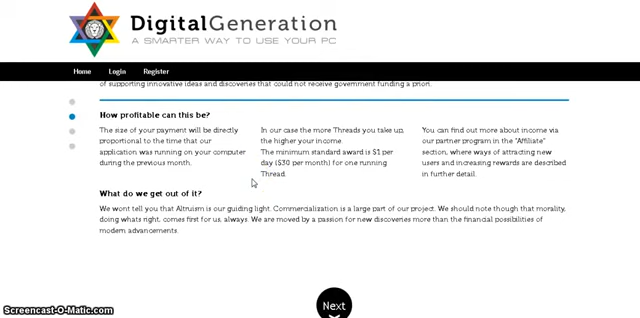 DigitalGeneration
A SMARTER WAY TO USE YOUR PC
Home Login Register
of supporting innovative ideas and discoveries that could not receive government funding a priori.
How profitable can this be?
The size of your payment will be directly
proportional to the time that our
application was running on your computer
during the previous month.
In our case the more Threads you take up,
the higher your income.
The minimum standard award is $1 per
day ($30 per month) for one running
Thread.
You can find out more about income via
our partner program in the "Affiliate"
section, where ways of attracting new
users and increasing rewards are described
in further detail.
What do we get out of it?
We wont tell you that Altruism is our guiding light. Commercialization is a large part of our project. We should note though that morality,
doing whats right, comes first for us, always. We are moved by a passion for new discoveries more than the financial possibilities of
modern advancements.
Next
Screencast-O-Matic.com